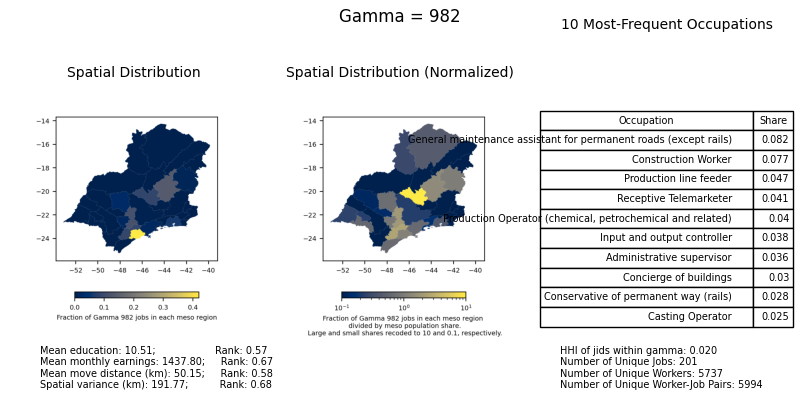 Gamma = 982
10 Most-Frequent Occupations
Spatial Distribution
Spatial Distribution (Normalized)
−14
−16
−18
−20
−22
−24
−52 −50 −48 −46 −44 −42 −40
0.0 0.1 0.2 0.3 0.4
Fraction of Gamma 982 jobs in each meso region
−14
−16
−18
−20
−22
−24
−52 −50 −48 −46 −44 −42 −40
10⁻¹ 10⁰ 10¹
Fraction of Gamma 982 jobs in each meso region
divided by meso population share.
Large and small shares recoded to 10 and 0.1, respectively.
Occupation Share
General maintenance assistant for permanent roads (except rails) 0.082
Construction Worker 0.077
Production line feeder 0.047
Receptive Telemarketer 0.041
Production Operator (chemical, petrochemical and related) 0.04
Input and output controller 0.038
Administrative supervisor 0.036
Concierge of buildings 0.03
Conservative of permanent way (rails) 0.028
Casting Operator 0.025
Mean education: 10.51; Rank: 0.57
Mean monthly earnings: 1437.80; Rank: 0.67
Mean move distance (km): 50.15; Rank: 0.58
Spatial variance (km): 191.77; Rank: 0.68
HHI of jids within gamma: 0.020
Number of Unique Jobs: 201
Number of Unique Workers: 5737
Number of Unique Worker-Job Pairs: 5994